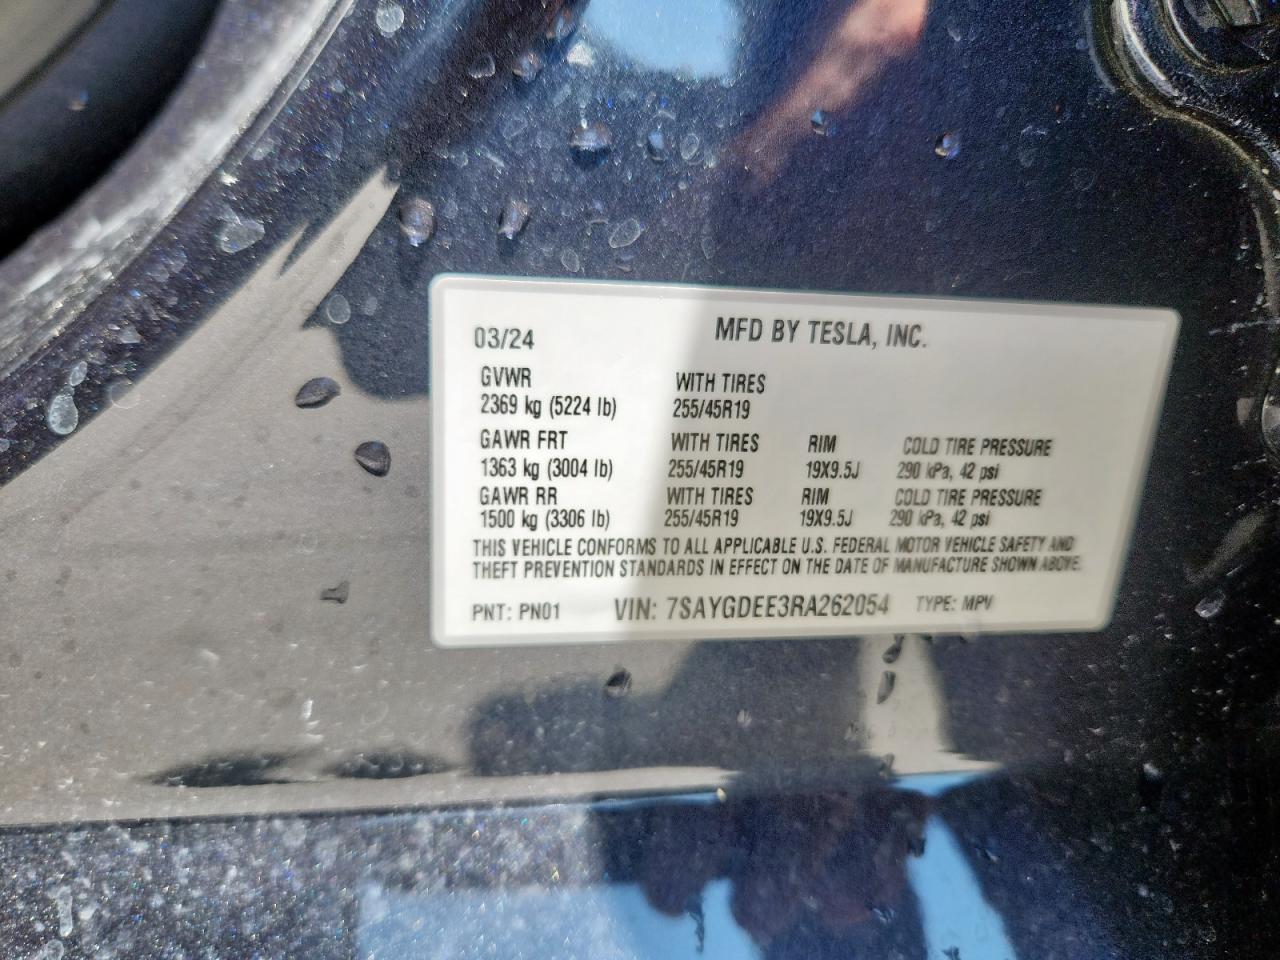 03/24 MFD BY TESLA, INC.
GVWR WITH TIRES
2369 kg (5224 lb) 255/45R19
GAWR FRT WITH TIRES RIM COLD TIRE PRESSURE
1363 kg (3004 lb) 255/45R19 19X9.5J 290 kPa, 42 psi
GAWR RR WITH TIRES RIM COLD TIRE PRESSURE
1500 kg (3306 lb) 255/45R19 19X9.5J 290 kPa, 42 psi
THIS VEHICLE CONFORMS TO ALL APPLICABLE U.S. FEDERAL MOTOR VEHICLE SAFETY AND
THEFT PREVENTION STANDARDS IN EFFECT ON THE DATE OF MANUFACTURE SHOWN ABOVE.
PNT: PN01 VIN: 7SAYGDEE3RA262054 TYPE: MPV